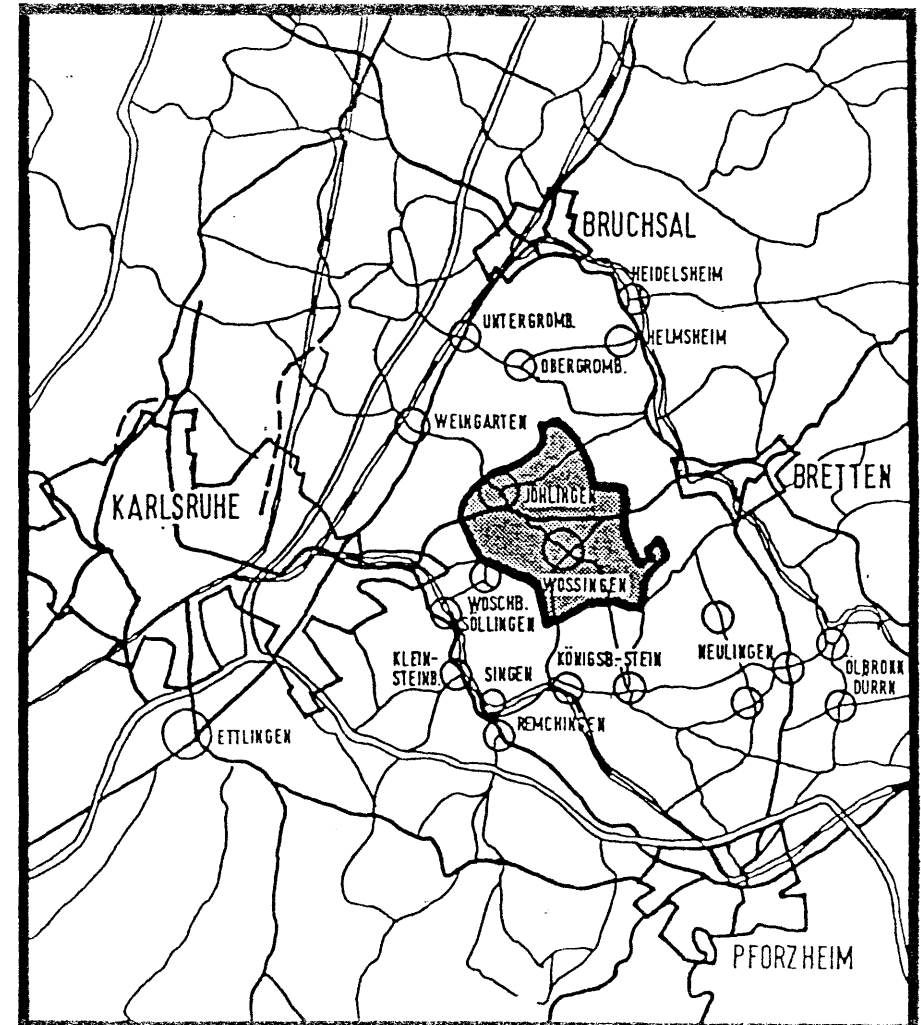 BRUCHSAL
HEIDELSHEIM
UNTERGROMB.
HELMSHEIM
OBERGROMB.
WEINGARTEN
BRETTEN
JÖHLINGEN
KARLSRUHE
WÖSSINGEN
WÖSCHB.
SÖLLINGEN
NEULINGEN
KLEIN-
STEINB.
SINGEN
KÖNIGSB-STEIN
ÖLBRONN
DÜRRN
REMCHINGEN
ETTLINGEN
PFORZHEIM